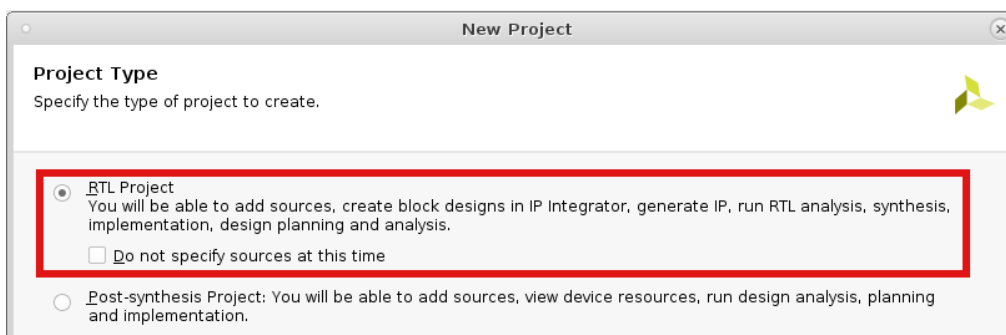 New Project
Project Type
Specify the type of project to create.
RTL Project
You will be able to add sources, create block designs in IP Integrator, generate IP, run RTL analysis, synthesis,
implementation, design planning and analysis.
Do not specify sources at this time
Post-synthesis Project: You will be able to add sources, view device resources, run design analysis, planning
and implementation.